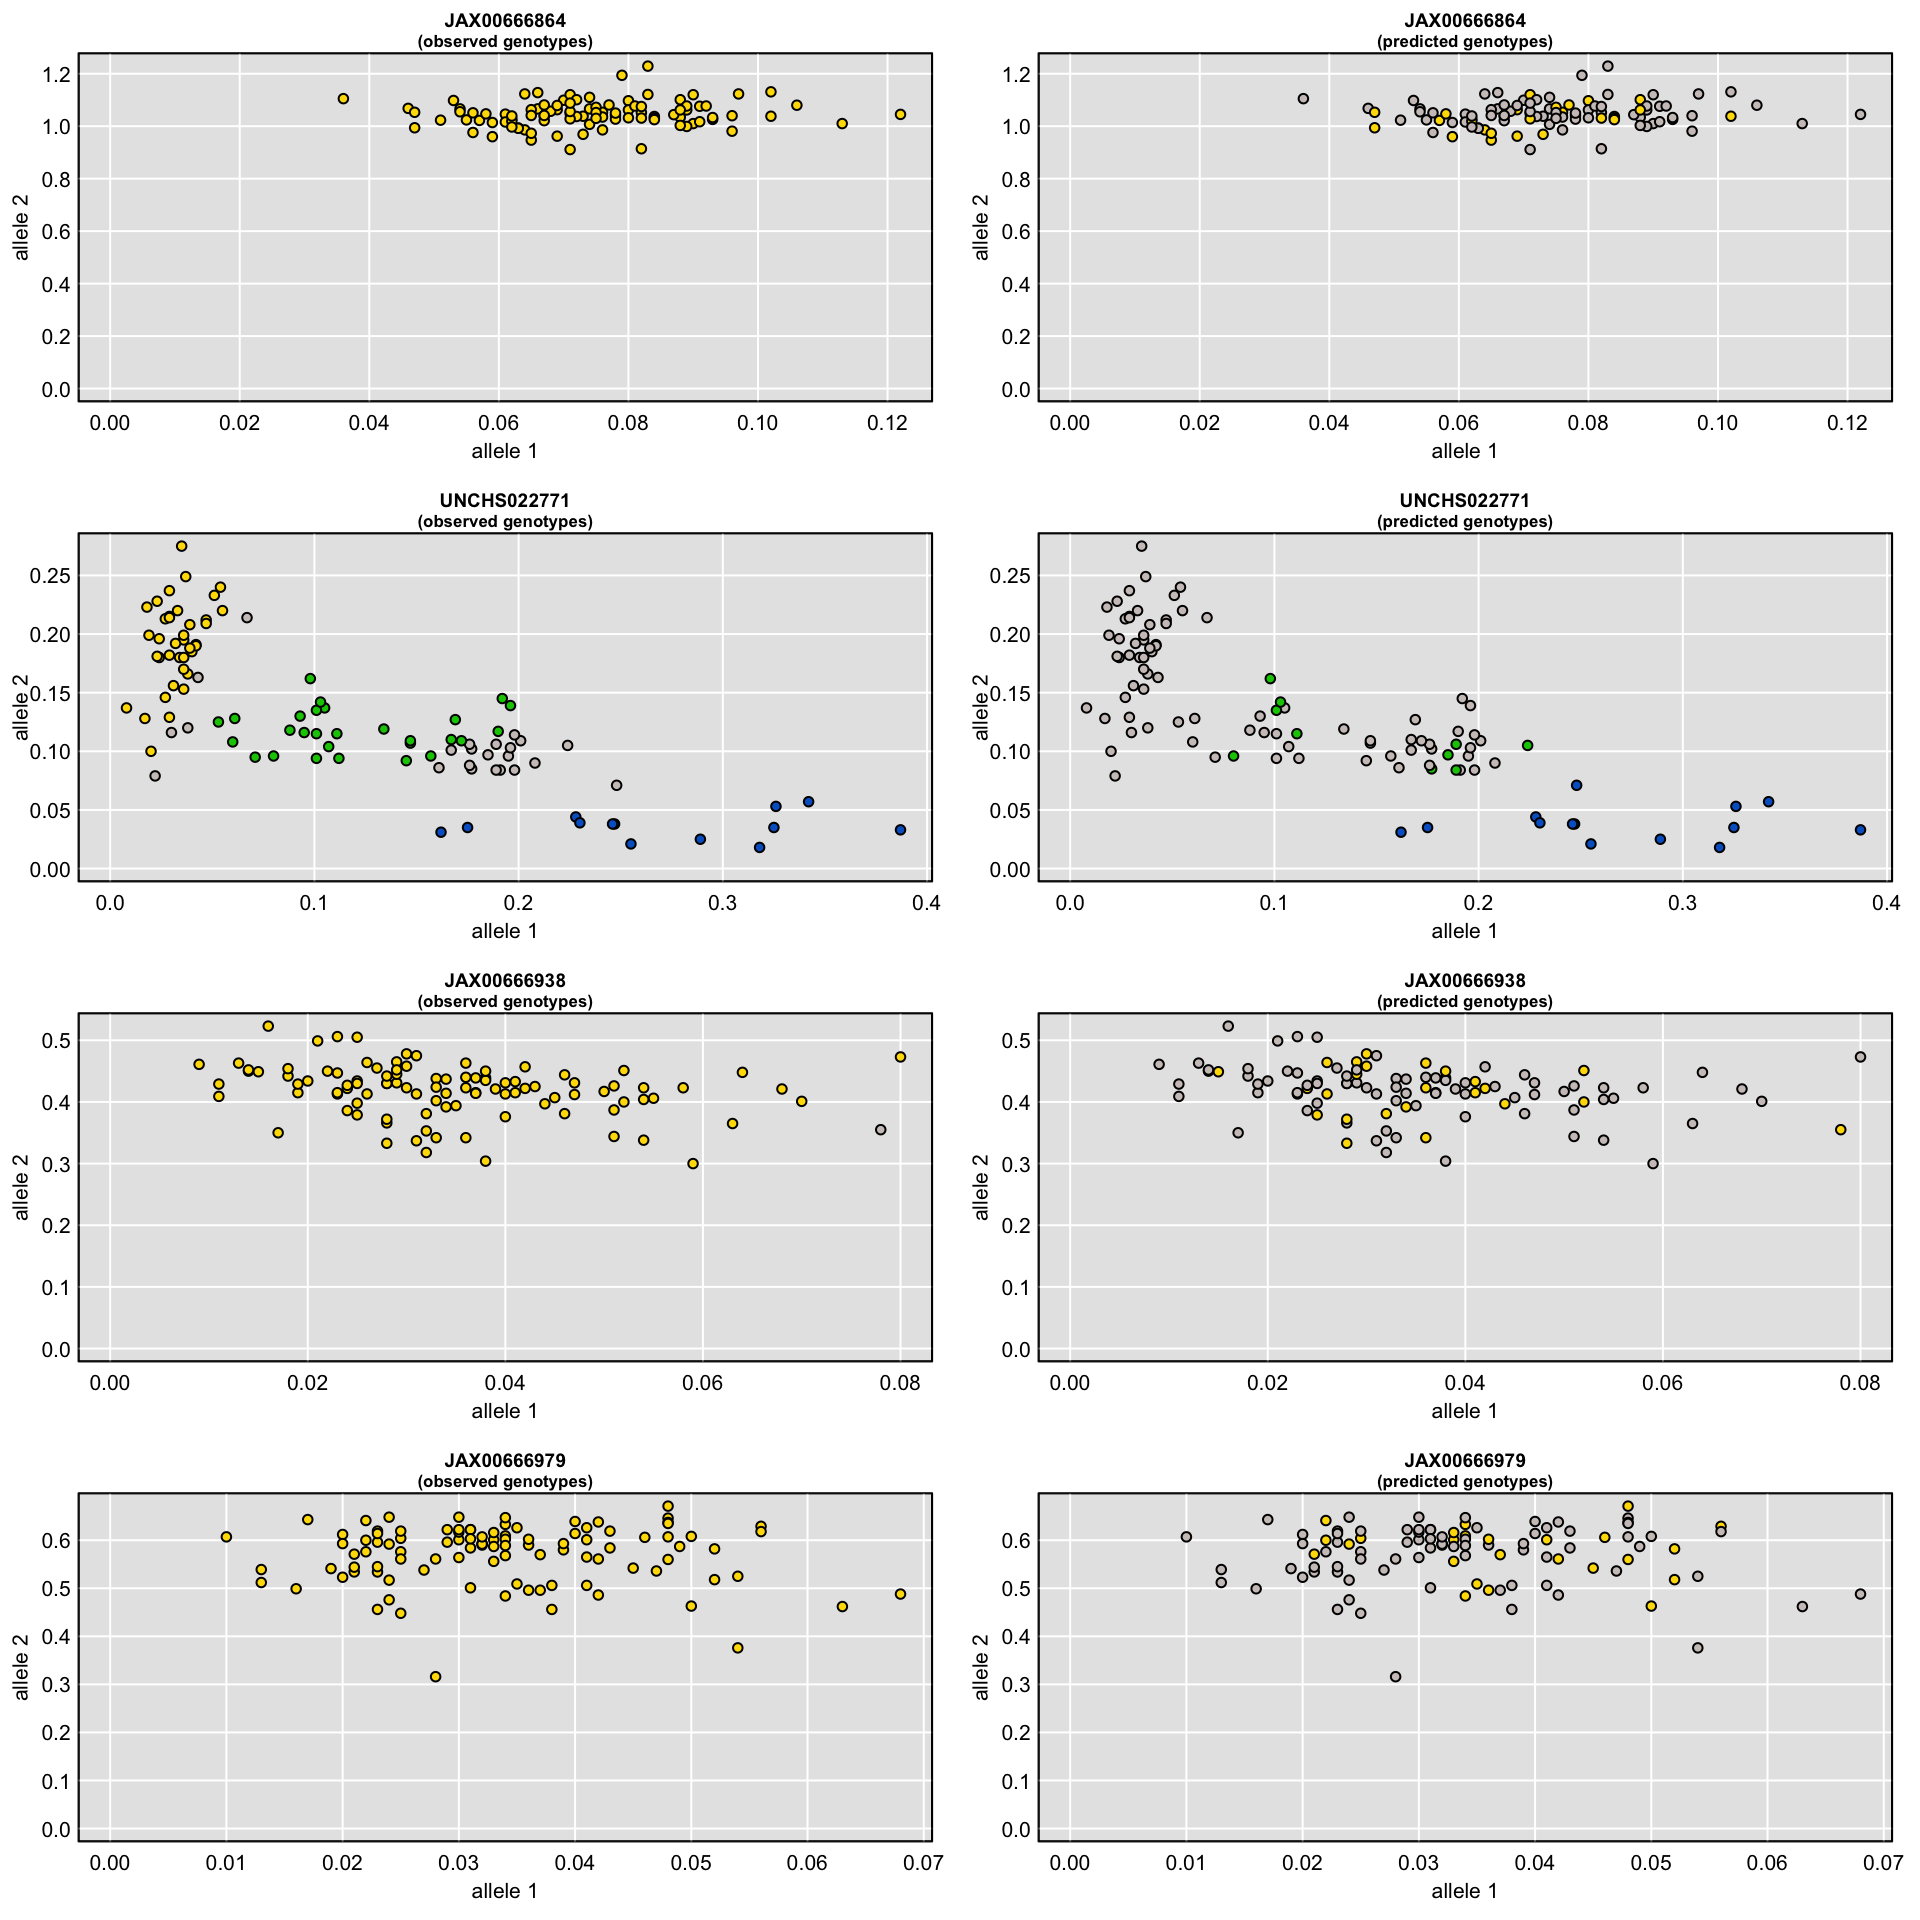 JAX00666864
(observed genotypes)
allele 2
1.2
1.0
0.8
0.6
0.4
0.2
0.0
0.00 0.02 0.04 0.06 0.08 0.10 0.12
allele 1
JAX00666864
(predicted genotypes)
allele 2
1.2
1.0
0.8
0.6
0.4
0.2
0.0
0.00 0.02 0.04 0.06 0.08 0.10 0.12
allele 1
UNCHS022771
(observed genotypes)
allele 2
0.25
0.20
0.15
0.10
0.05
0.00
0.0 0.1 0.2 0.3 0.4
allele 1
UNCHS022771
(predicted genotypes)
allele 2
0.25
0.20
0.15
0.10
0.05
0.00
0.0 0.1 0.2 0.3 0.4
allele 1
JAX00666938
(observed genotypes)
allele 2
0.5
0.4
0.3
0.2
0.1
0.0
0.00 0.02 0.04 0.06 0.08
allele 1
JAX00666938
(predicted genotypes)
allele 2
0.5
0.4
0.3
0.2
0.1
0.0
0.00 0.02 0.04 0.06 0.08
allele 1
JAX00666979
(observed genotypes)
allele 2
0.6
0.5
0.4
0.3
0.2
0.1
0.0
0.00 0.01 0.02 0.03 0.04 0.05 0.06 0.07
allele 1
JAX00666979
(predicted genotypes)
allele 2
0.6
0.5
0.4
0.3
0.2
0.1
0.0
0.00 0.01 0.02 0.03 0.04 0.05 0.06 0.07
allele 1